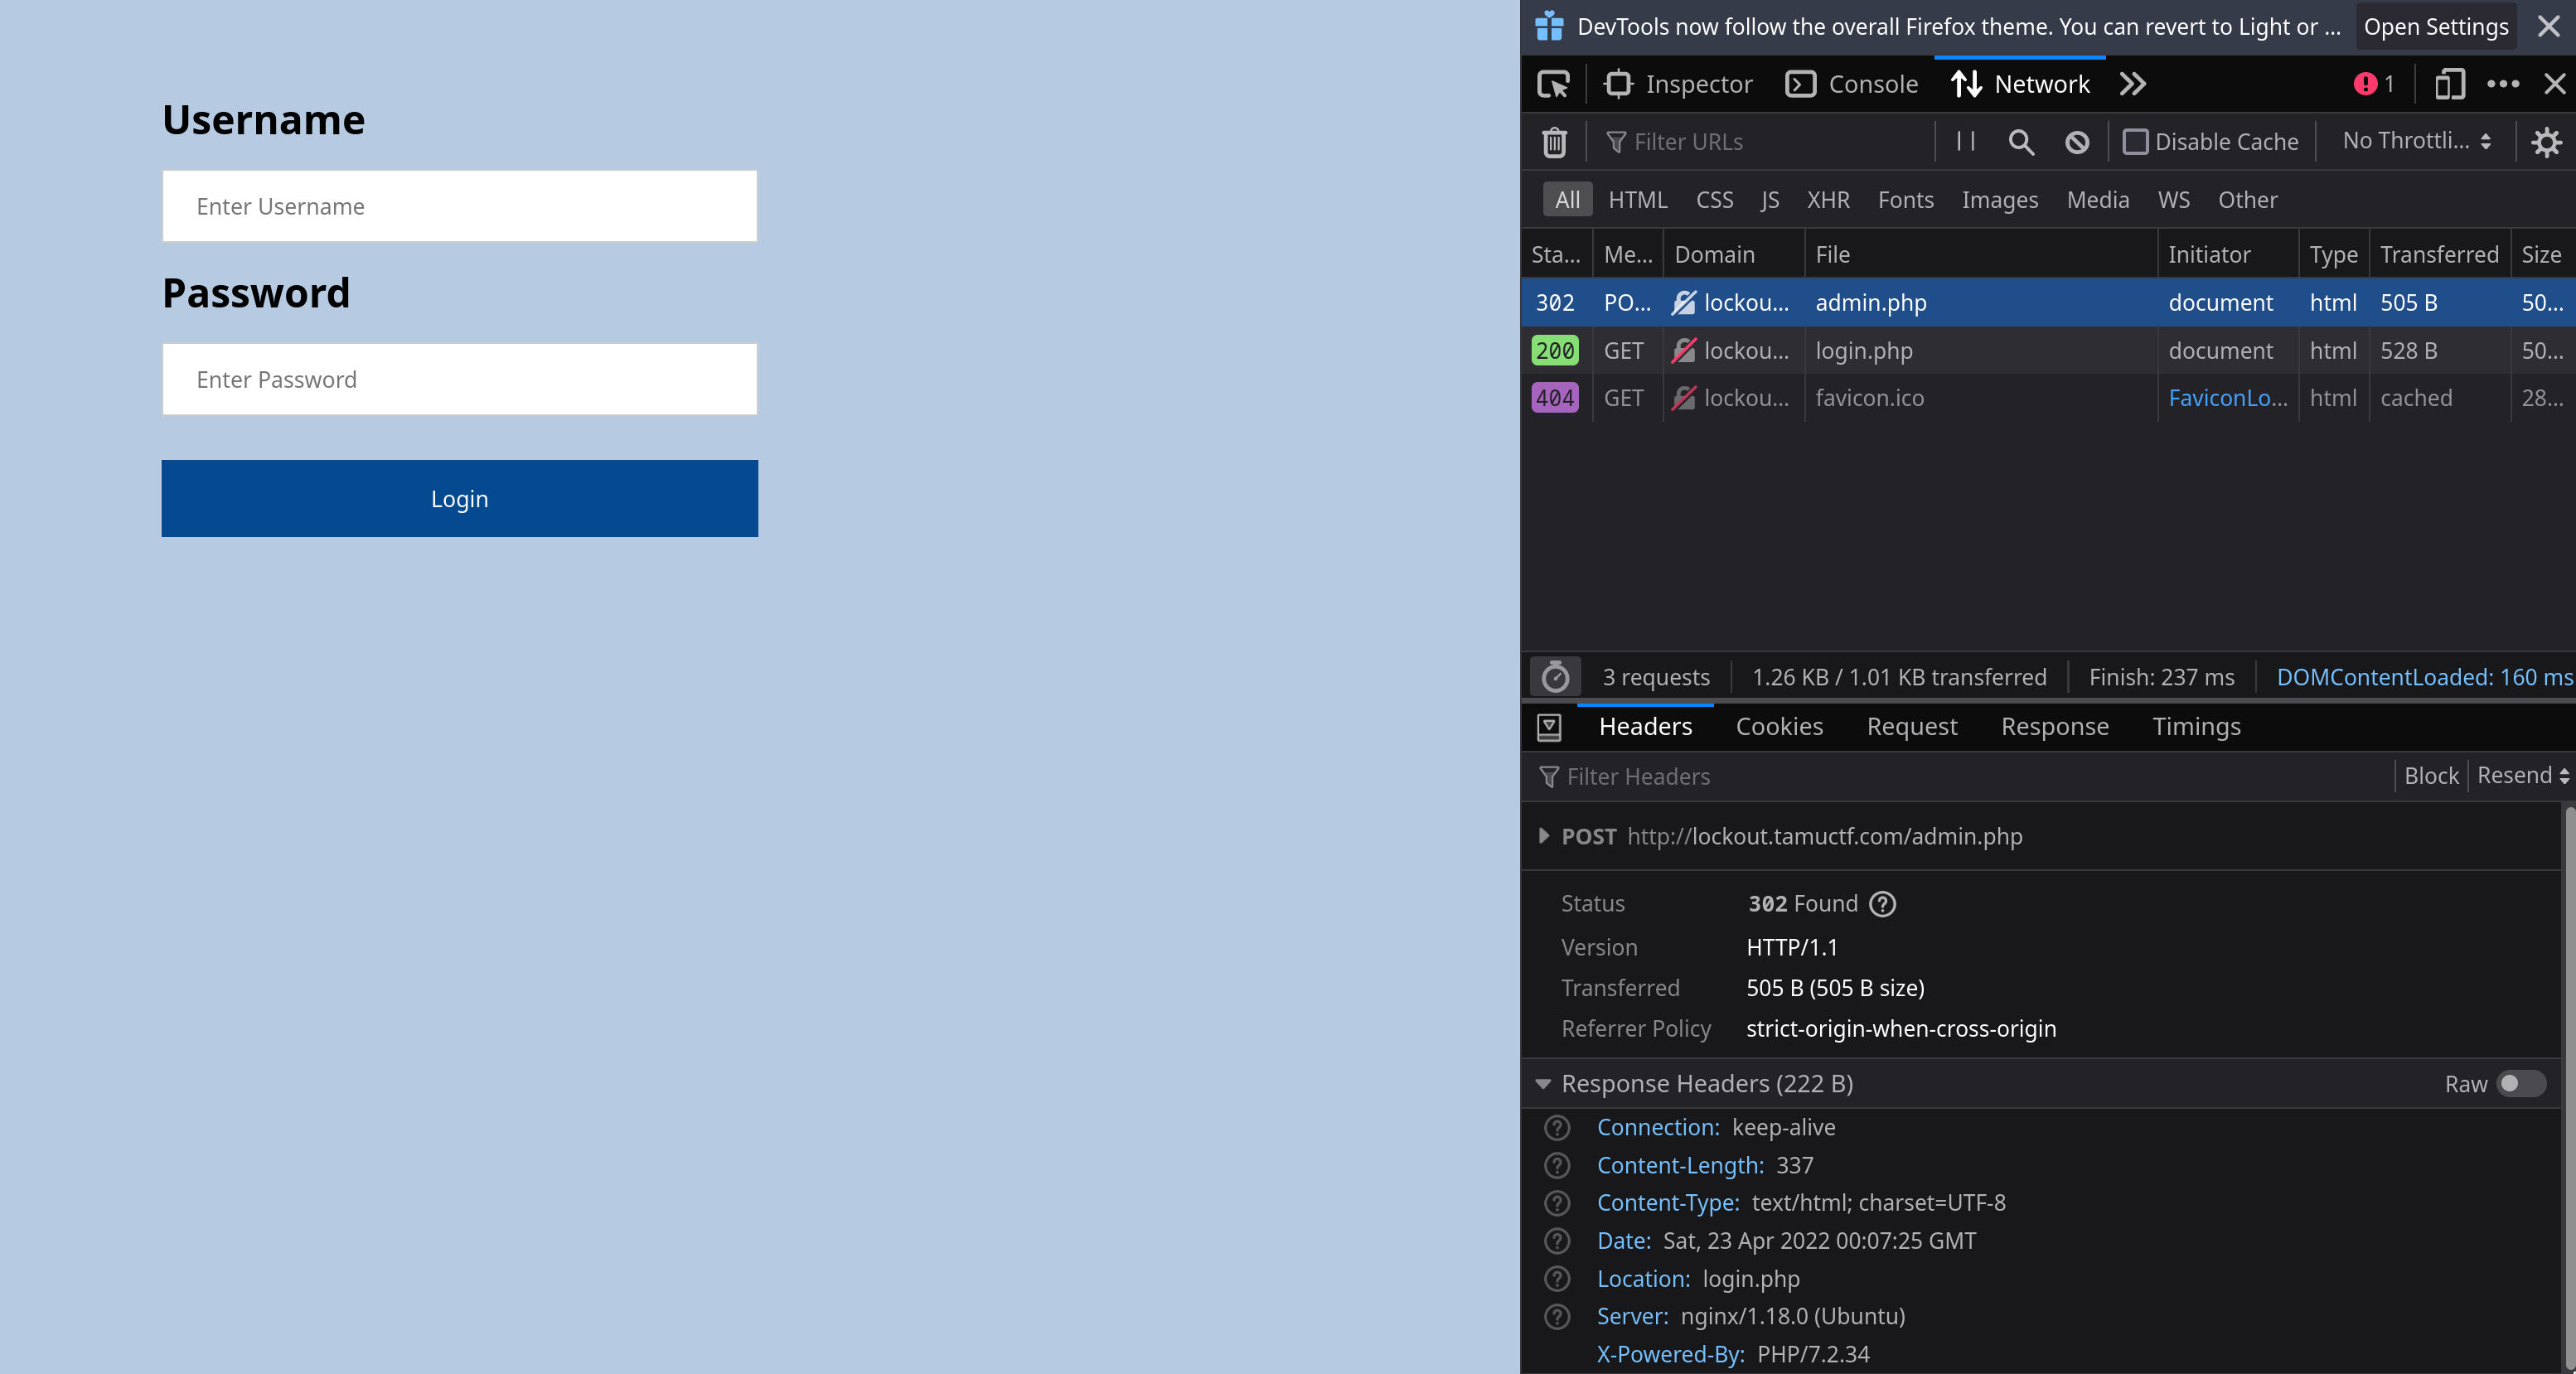 Username
Enter Username
Password
Enter Password
Login
DevTools now follow the overall Firefox theme. You can revert to Light or ... Open Settings
Inspector Console Network 1
Filter URLs Disable Cache No Throttli...
All HTML CSS JS XHR Fonts Images Media WS Other
Sta... Me... Domain File Initiator Type Transferred Size
302 PO... lockou... admin.php document html 505 B 50...
200 GET lockou... login.php document html 528 B 50...
404 GET lockou... favicon.ico FaviconLo... html cached 28...
3 requests 1.26 KB / 1.01 KB transferred Finish: 237 ms DOMContentLoaded: 160 ms
Headers Cookies Request Response Timings
Filter Headers Block Resend
POST http://lockout.tamuctf.com/admin.php
Status 302 Found
Version HTTP/1.1
Transferred 505 B (505 B size)
Referrer Policy strict-origin-when-cross-origin
Response Headers (222 B) Raw
Connection: keep-alive
Content-Length: 337
Content-Type: text/html; charset=UTF-8
Date: Sat, 23 Apr 2022 00:07:25 GMT
Location: login.php
Server: nginx/1.18.0 (Ubuntu)
X-Powered-By: PHP/7.2.34